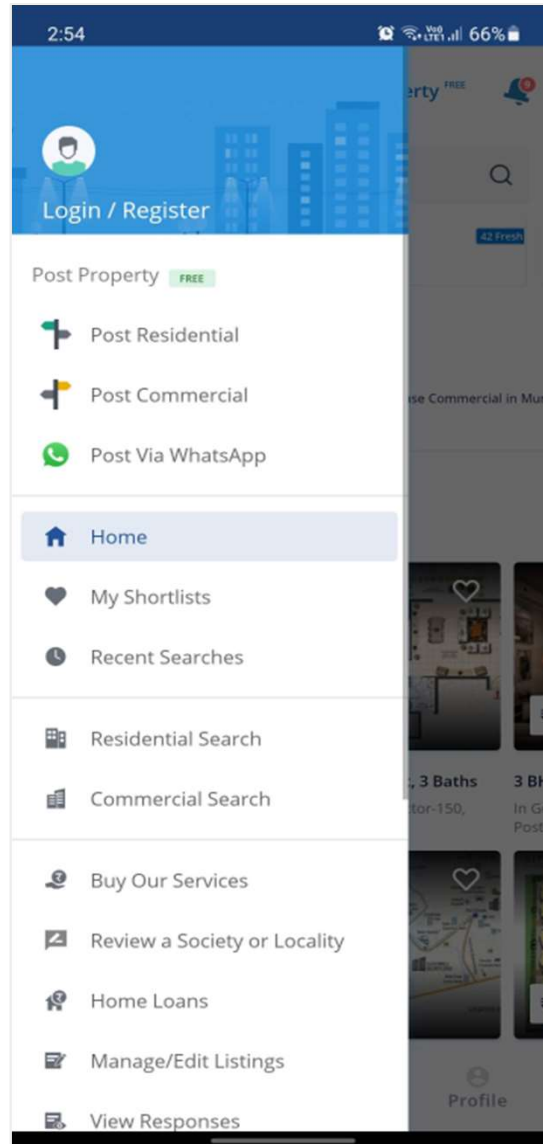 2:54
66%
erty FREE
9
Login / Register
42 Fresh
Post Property FREE
Post Residential
Post Commercial
Commercial in Mu
Post Via WhatsApp
Home
My Shortlists
Recent Searches
Residential Search
, 3 Baths
3 B
Commercial Search
tor-150,
In G
Post
Buy Our Services
Review a Society or Locality
Home Loans
Manage/Edit Listings
Profile
View Responses